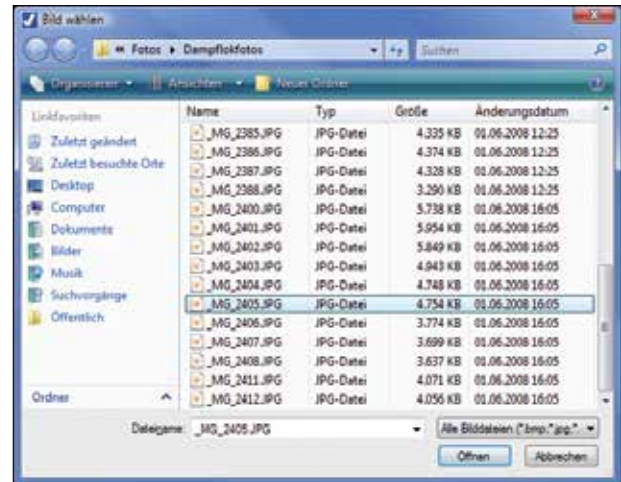 Bild wählen
« Fotos ▸ Dampflokfotos
Suchen
Organisieren Ansichten Neuer Ordner
Linkfavoriten
Zuletzt geändert
Zuletzt besuchte Orte
Desktop
Computer
Dokumente
Bilder
Musik
Suchvorgänge
Öffentlich
Ordner
Name Typ Größe Änderungsdatum
_MG_2385.JPG JPG-Datei 4.335 KB 01.06.2008 12:25
_MG_2386.JPG JPG-Datei 4.374 KB 01.06.2008 12:25
_MG_2387.JPG JPG-Datei 4.328 KB 01.06.2008 12:25
_MG_2388.JPG JPG-Datei 3.290 KB 01.06.2008 12:25
_MG_2400.JPG JPG-Datei 5.738 KB 01.06.2008 16:05
_MG_2401.JPG JPG-Datei 5.954 KB 01.06.2008 16:05
_MG_2402.JPG JPG-Datei 5.849 KB 01.06.2008 16:05
_MG_2403.JPG JPG-Datei 4.943 KB 01.06.2008 16:05
_MG_2404.JPG JPG-Datei 4.748 KB 01.06.2008 16:05
_MG_2405.JPG JPG-Datei 4.754 KB 01.06.2008 16:05
_MG_2406.JPG JPG-Datei 3.774 KB 01.06.2008 16:05
_MG_2407.JPG JPG-Datei 3.699 KB 01.06.2008 16:05
_MG_2408.JPG JPG-Datei 3.637 KB 01.06.2008 16:05
_MG_2411.JPG JPG-Datei 4.071 KB 01.06.2008 16:05
_MG_2412.JPG JPG-Datei 4.056 KB 01.06.2008 16:05
Dateiname: _MG_2405.JPG
Alle Bilddateien (*.bmp;*.jpg;*
Öffnen Abbrechen